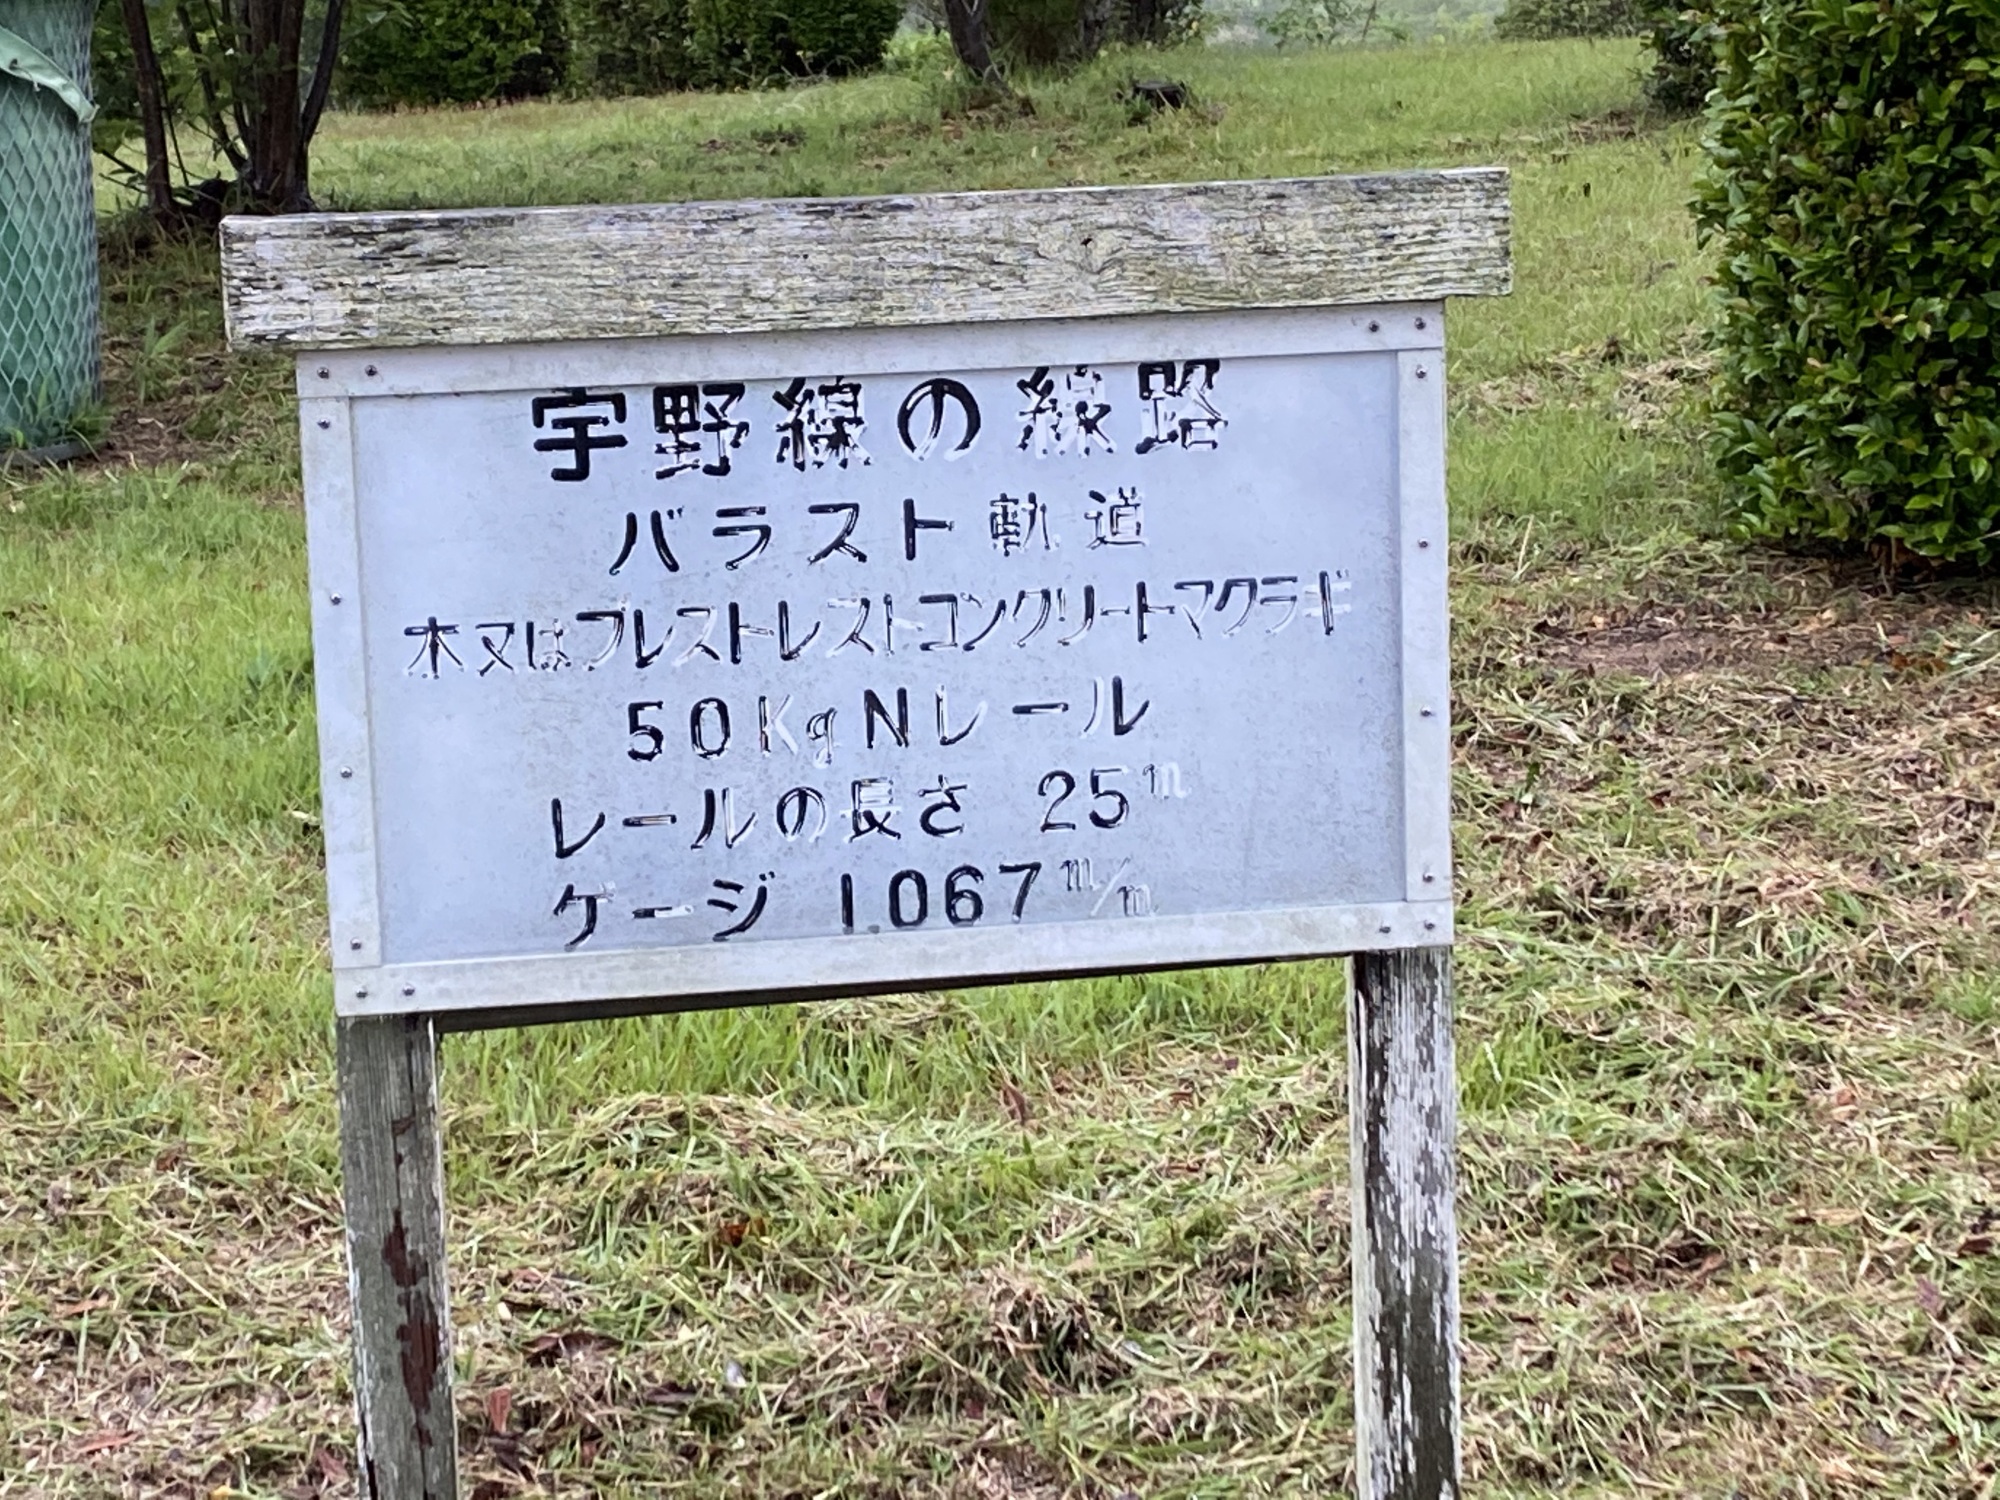 宇野線の線路
バラスト軌道
木又はプレストレストコンクリートマクラギ
50KgNレール
レールの長さ 25m
ゲージ 1.067m/m